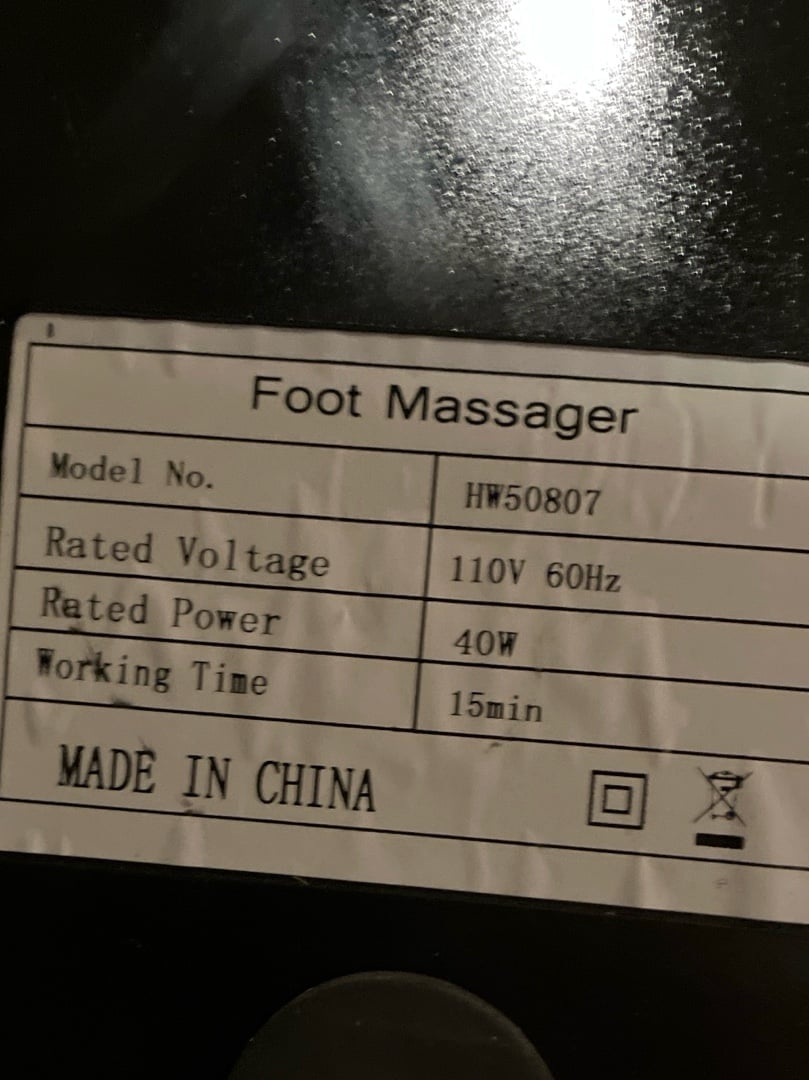 Foot Massager
Model No. HW50807
Rated Voltage 110V 60Hz
Rated Power 40W
Working Time 15min
MADE IN CHINA